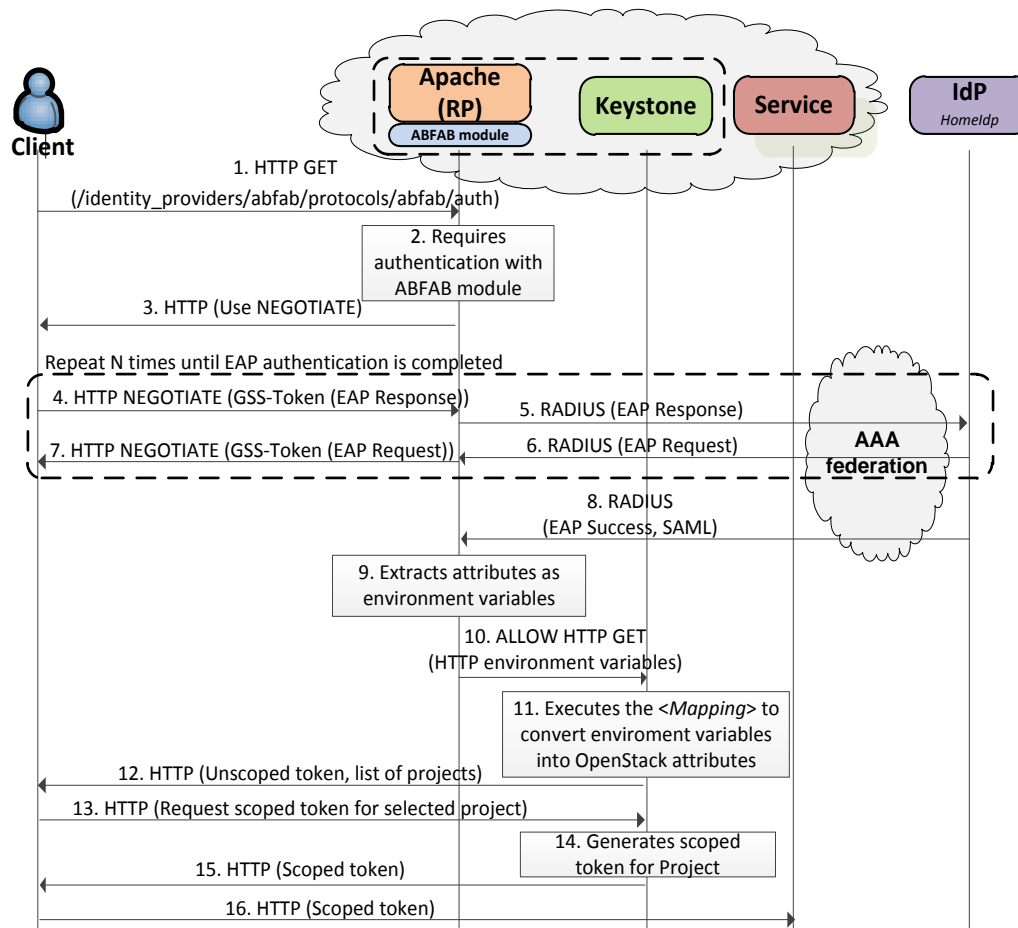 Client
Apache
(RP)
ABFAB module
Keystone
Service
IdP
HomeIdp
1. HTTP GET
(/identity_providers/abfab/protocols/abfab/auth)
2. Requires
authentication with
ABFAB module
3. HTTP (Use NEGOTIATE)
Repeat N times until EAP authentication is completed
4. HTTP NEGOTIATE (GSS-Token (EAP Response))
5. RADIUS (EAP Response)
6. RADIUS (EAP Request)
7. HTTP NEGOTIATE (GSS-Token (EAP Request))
AAA
federation
8. RADIUS
(EAP Success, SAML)
9. Extracts attributes as
environment variables
10. ALLOW HTTP GET
(HTTP environment variables)
11. Executes the <Mapping> to
convert enviroment variables
into OpenStack attributes
12. HTTP (Unscoped token, list of projects)
13. HTTP (Request scoped token for selected project)
14. Generates scoped
token for Project
15. HTTP (Scoped token)
16. HTTP (Scoped token)